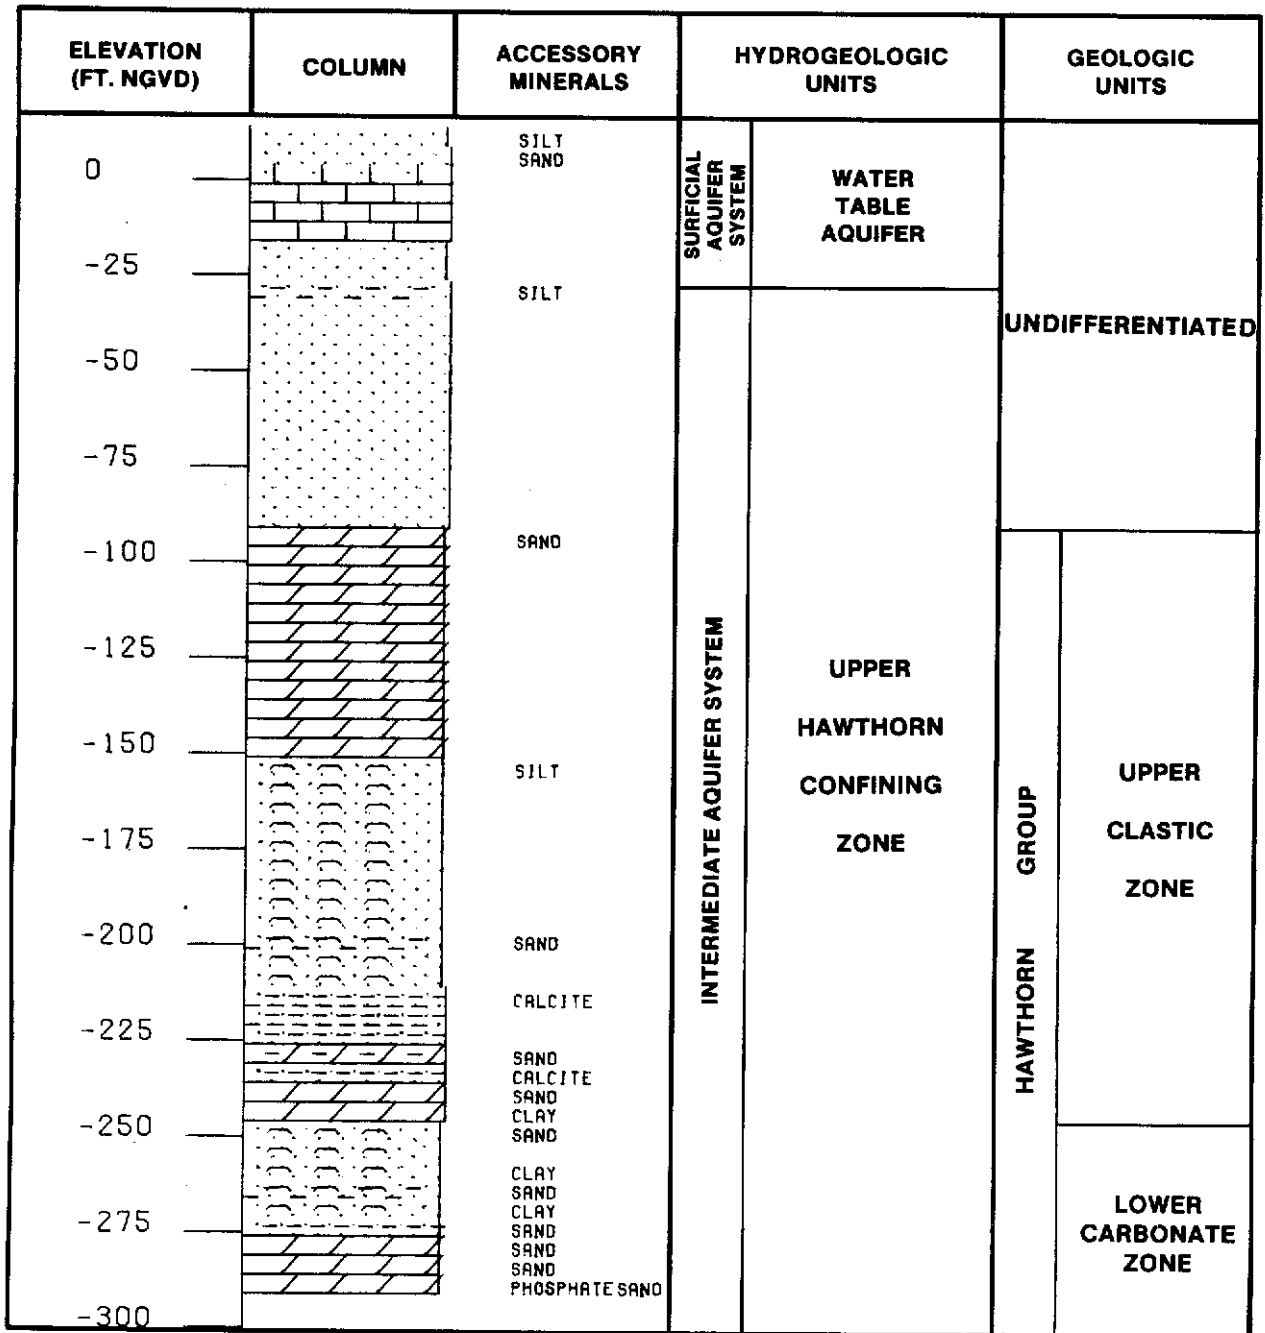 ELEVATION
(FT. NGVD)
COLUMN
ACCESSORY
MINERALS
HYDROGEOLOGIC
UNITS
GEOLOGIC
UNITS
0
-25
-50
-75
-100
-125
-150
-175
-200
-225
-250
-275
-300
SILT
SAND
SILT
SAND
SILT
SAND
CALCITE
SAND
CALCITE
SAND
CLAY
SAND
CLAY
SAND
CLAY
SAND
SAND
SAND
PHOSPHATE SAND
SURFICIAL
AQUIFER
SYSTEM
WATER
TABLE
AQUIFER
INTERMEDIATE AQUIFER SYSTEM
UPPER
HAWTHORN
CONFINING
ZONE
UNDIFFERENTIATED
HAWTHORN GROUP
UPPER
CLASTIC
ZONE
LOWER
CARBONATE
ZONE